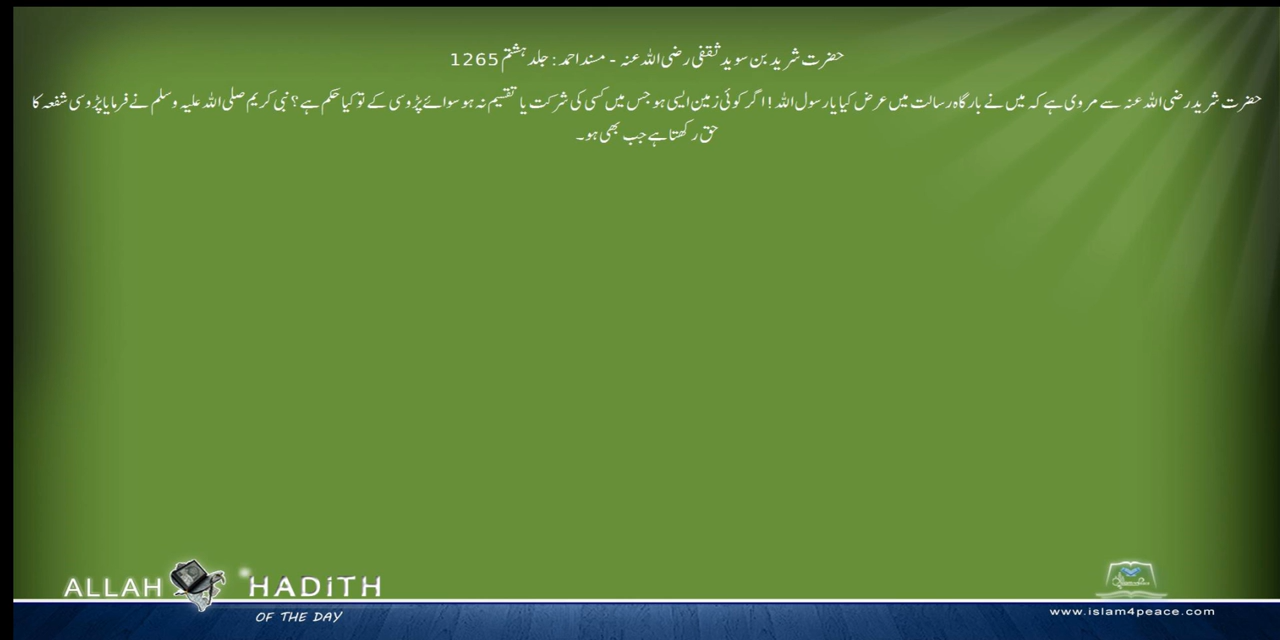 حضرت شرید بن سوید ثقفی رضی اللہ عنہ - مسند احمد : جلد ہشتم 1265
حضرت شرید رضی اللہ عنہ سے مروی ہے کہ میں نے بارگاہ رسالت میں عرض کیا یا رسول اللہ ! اگر کوئی زمین ایسی ہو جس میں کسی کی شرکت یا تقسیم نہ ہو سوائے پڑوسی کے تو کیا حکم ہے ؟ نبی کریم صلی اللہ علیہ وسلم نے فرمایا پڑوسی شفعہ کا
حق رکھتا ہے جب بھی ہو۔
ALLAH HADITH
OF THE DAY
www.islam4peace.com